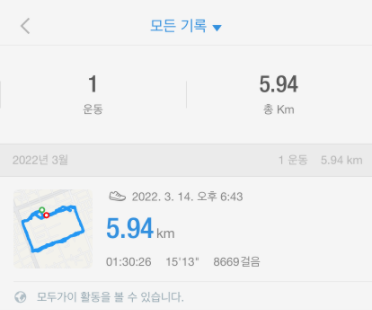 모든 기록
1 5.94
운동 총 Km
2022년 3월 1 운동 5.94 km
2022. 3. 14. 오후 6:43
5.94 km
01:30:26 15'13" 8669걸음
모두가이 활동을 볼 수 있습니다.